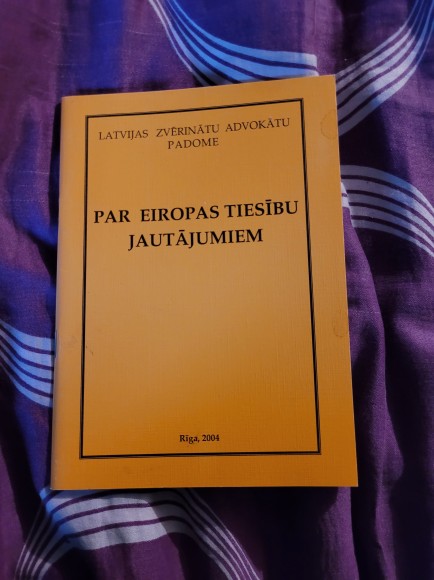 LATVIJAS ZVĒRINĀTU ADVOKĀTU
PADOME
PAR EIROPAS TIESĪBU
JAUTĀJUMIEM
Rīga, 2004